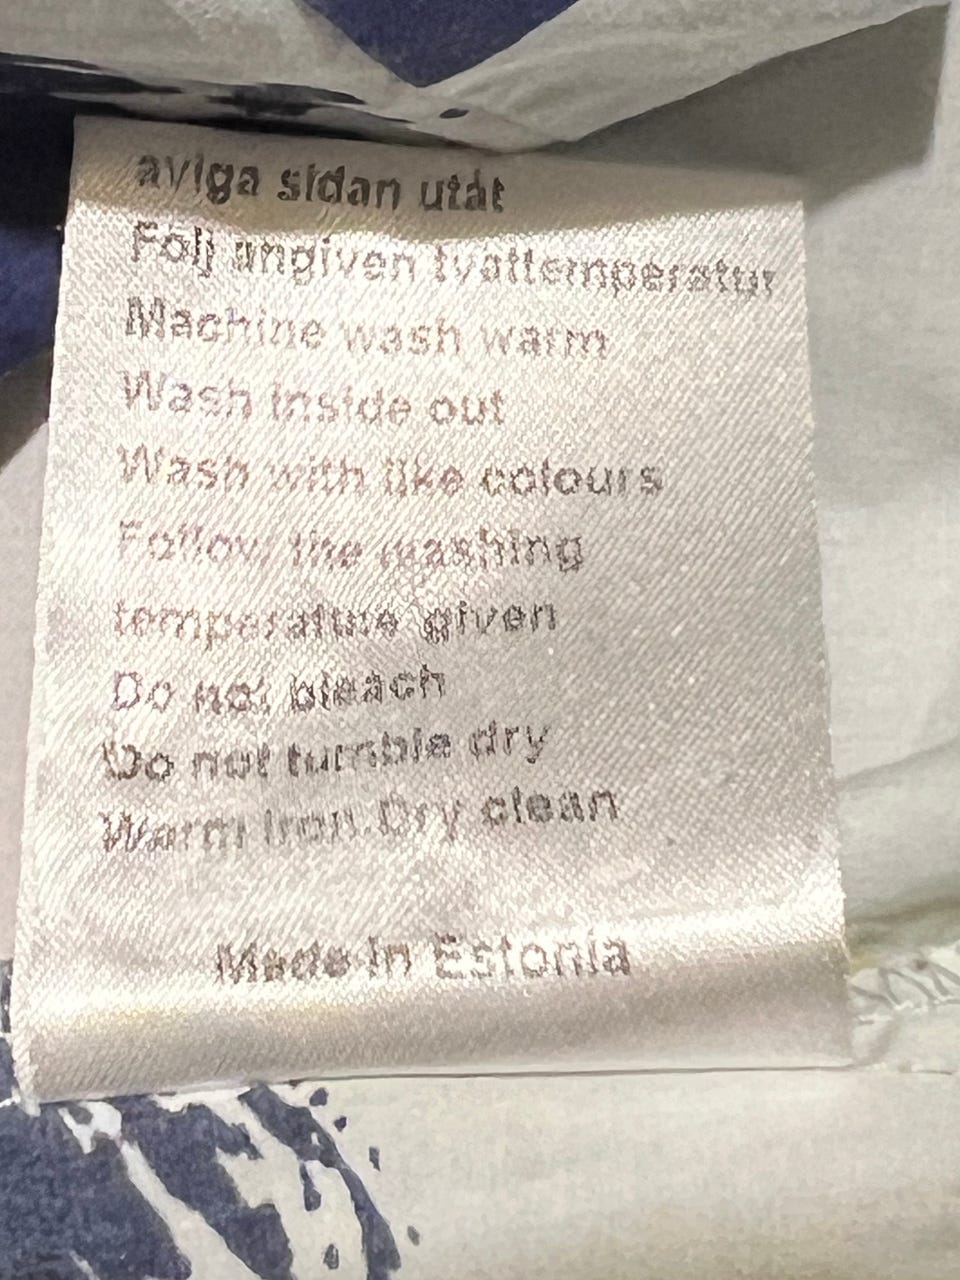 aviga sidan utåt
Följ angiven tvättemperatur
Machine wash warm
Wash inside out
Wash with like colours
Follow the washing
temperature given
Do not bleach
Do not tumble dry
Warm Iron.Dry clean
Made in Estonia